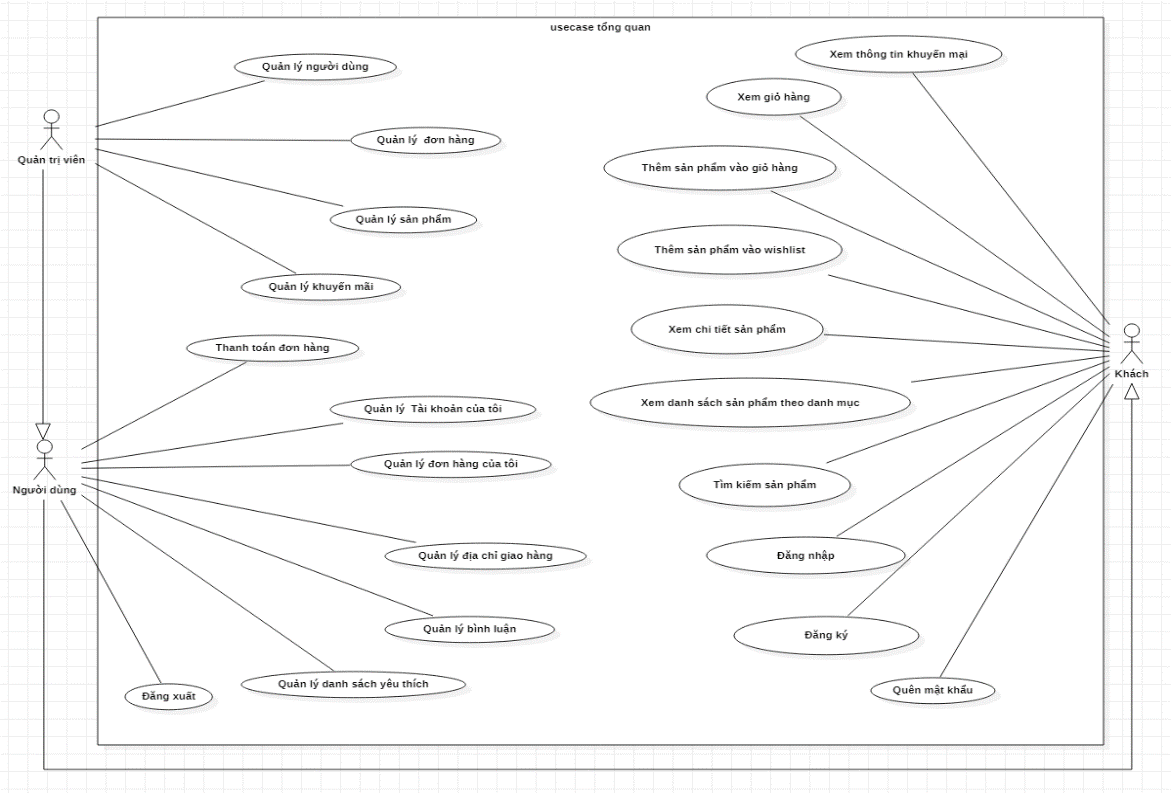 usecase tổng quan
Quản lý người dùng
Quản lý đơn hàng
Quản trị viên
Quản lý sản phẩm
Quản lý khuyến mãi
Thanh toán đơn hàng
Quản lý Tài khoản của tôi
Quản lý đơn hàng của tôi
Người dùng
Quản lý địa chỉ giao hàng
Quản lý bình luận
Quản lý danh sách yêu thích
Đăng xuất
Xem thông tin khuyến mại
Xem giỏ hàng
Thêm sản phẩm vào giỏ hàng
Thêm sản phẩm vào wishlist
Xem chi tiết sản phẩm
Khách
Xem danh sách sản phẩm theo danh mục
Tìm kiếm sản phẩm
Đăng nhập
Đăng ký
Quên mật khẩu